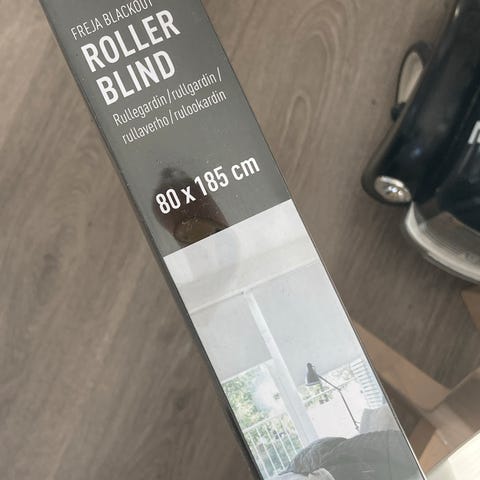 FREJA BLACKOUT
ROLLER
BLIND
Rullegardin/rullgardin/
rullaverho/rulookardin
80 x 185 cm